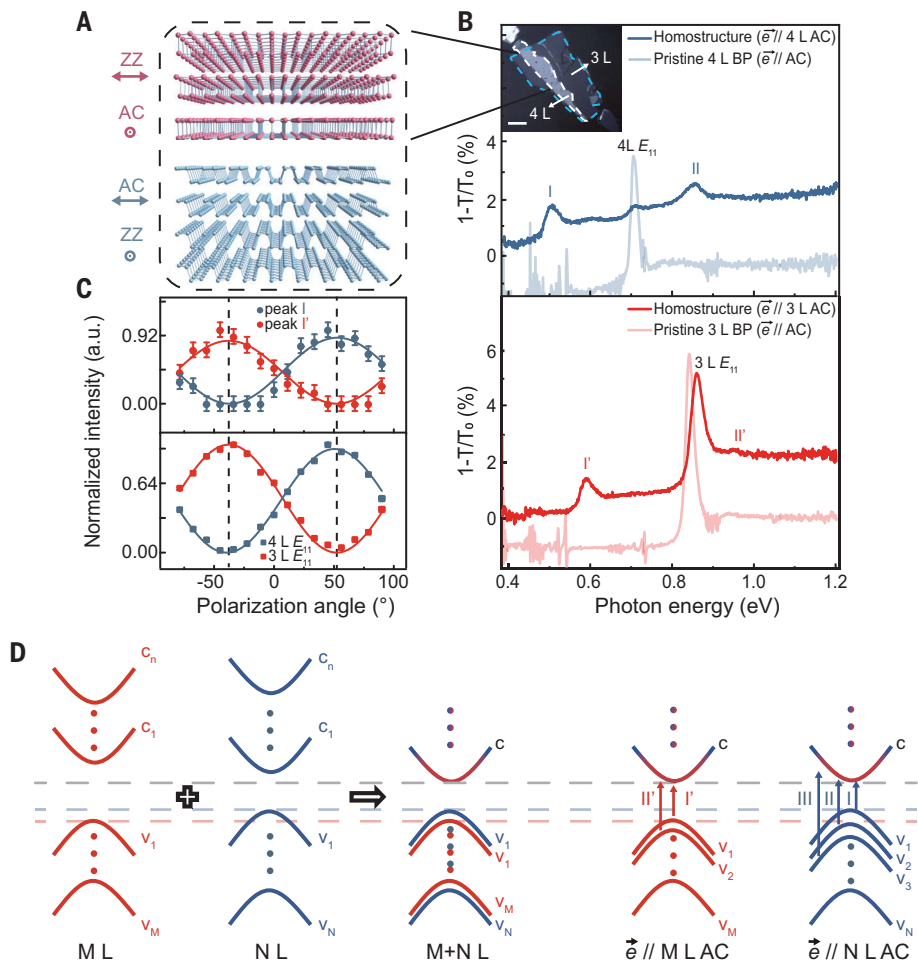 A
ZZ
AC
AC
ZZ
B
3 L
4 L
Homostructure (e // 4 L AC)
Pristine 4 L BP (e // AC)
4L E11
I
II
1-T/T0 (%)
4
2
0
Homostructure (e // 3 L AC)
Pristine 3 L BP (e // AC)
3 L E11
I'
II'
1-T/T0 (%)
6
4
2
0
0.4
0.6
0.8
1.0
1.2
Photon energy (eV)
C
peak I
peak I'
0.92
0.00
0.64
0.00
4 L E11
3 L E11
Normalized intensity (a.u.)
-50
0
50
100
Polarization angle (°)
D
cn
c1
v1
vM
M L
cn
c1
v1
vN
N L
c
v1
v1
vM
vN
M+N L
c
II'
I'
v1
v2
vM
e // M L AC
c
III
II
I
v1
v2
v3
vN
e // N L AC